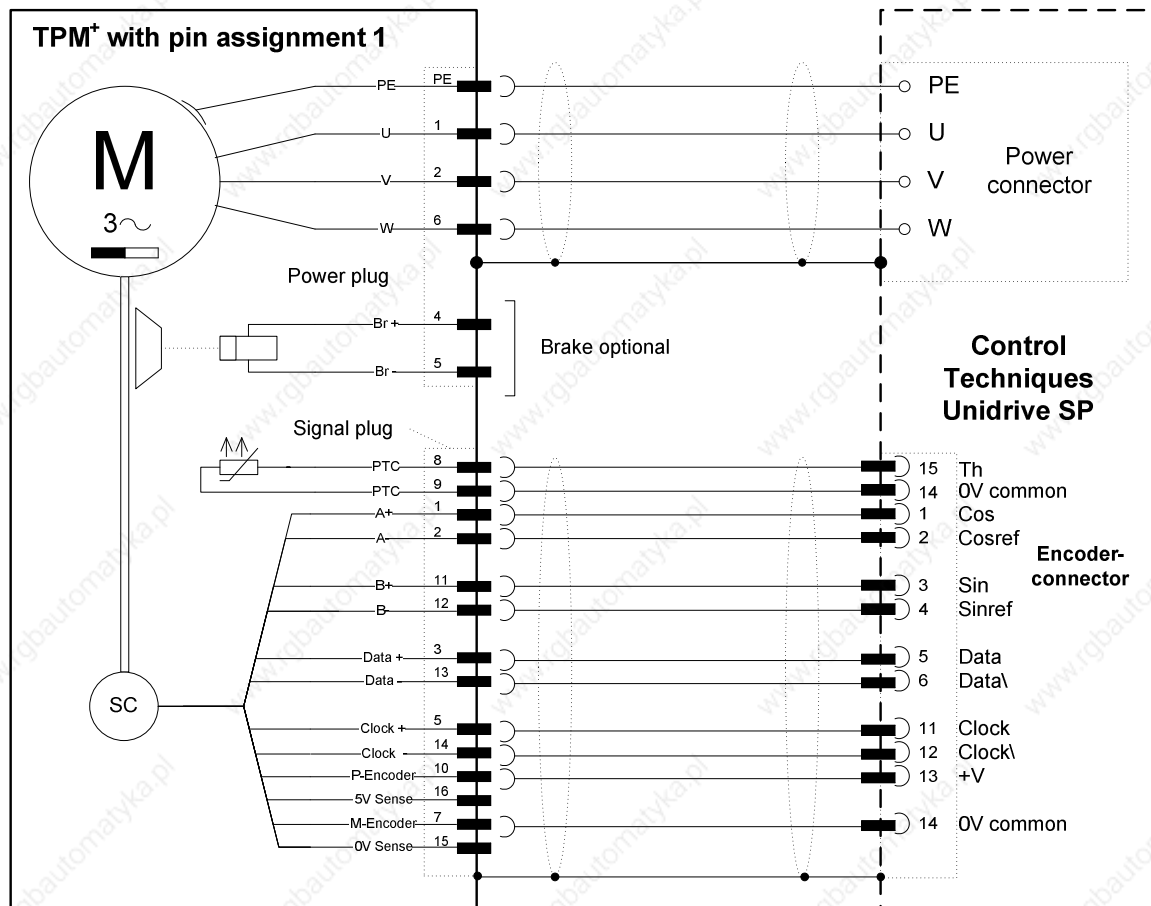 TPM+ with pin assignment 1
M
3
PE PE PE
U 1 U
V 2 V
W 6 W
Power
connector
Power plug
Br + 4
Br - 5
Brake optional
Control
Techniques
Unidrive SP
Signal plug
PTC 8 15 Th
PTC 9 14 0V common
A+ 1 1 Cos
A- 2 2 Cosref
B+ 11 3 Sin
B- 12 4 Sinref
Encoder-
connector
Data + 3 5 Data
Data - 13 6 Data\
SC
Clock + 5 11 Clock
Clock - 14 12 Clock\
P-Encoder 10 13 +V
5V Sense 16
M-Encoder 7 14 0V common
0V Sense 15
www.rgbautomatyka.pl